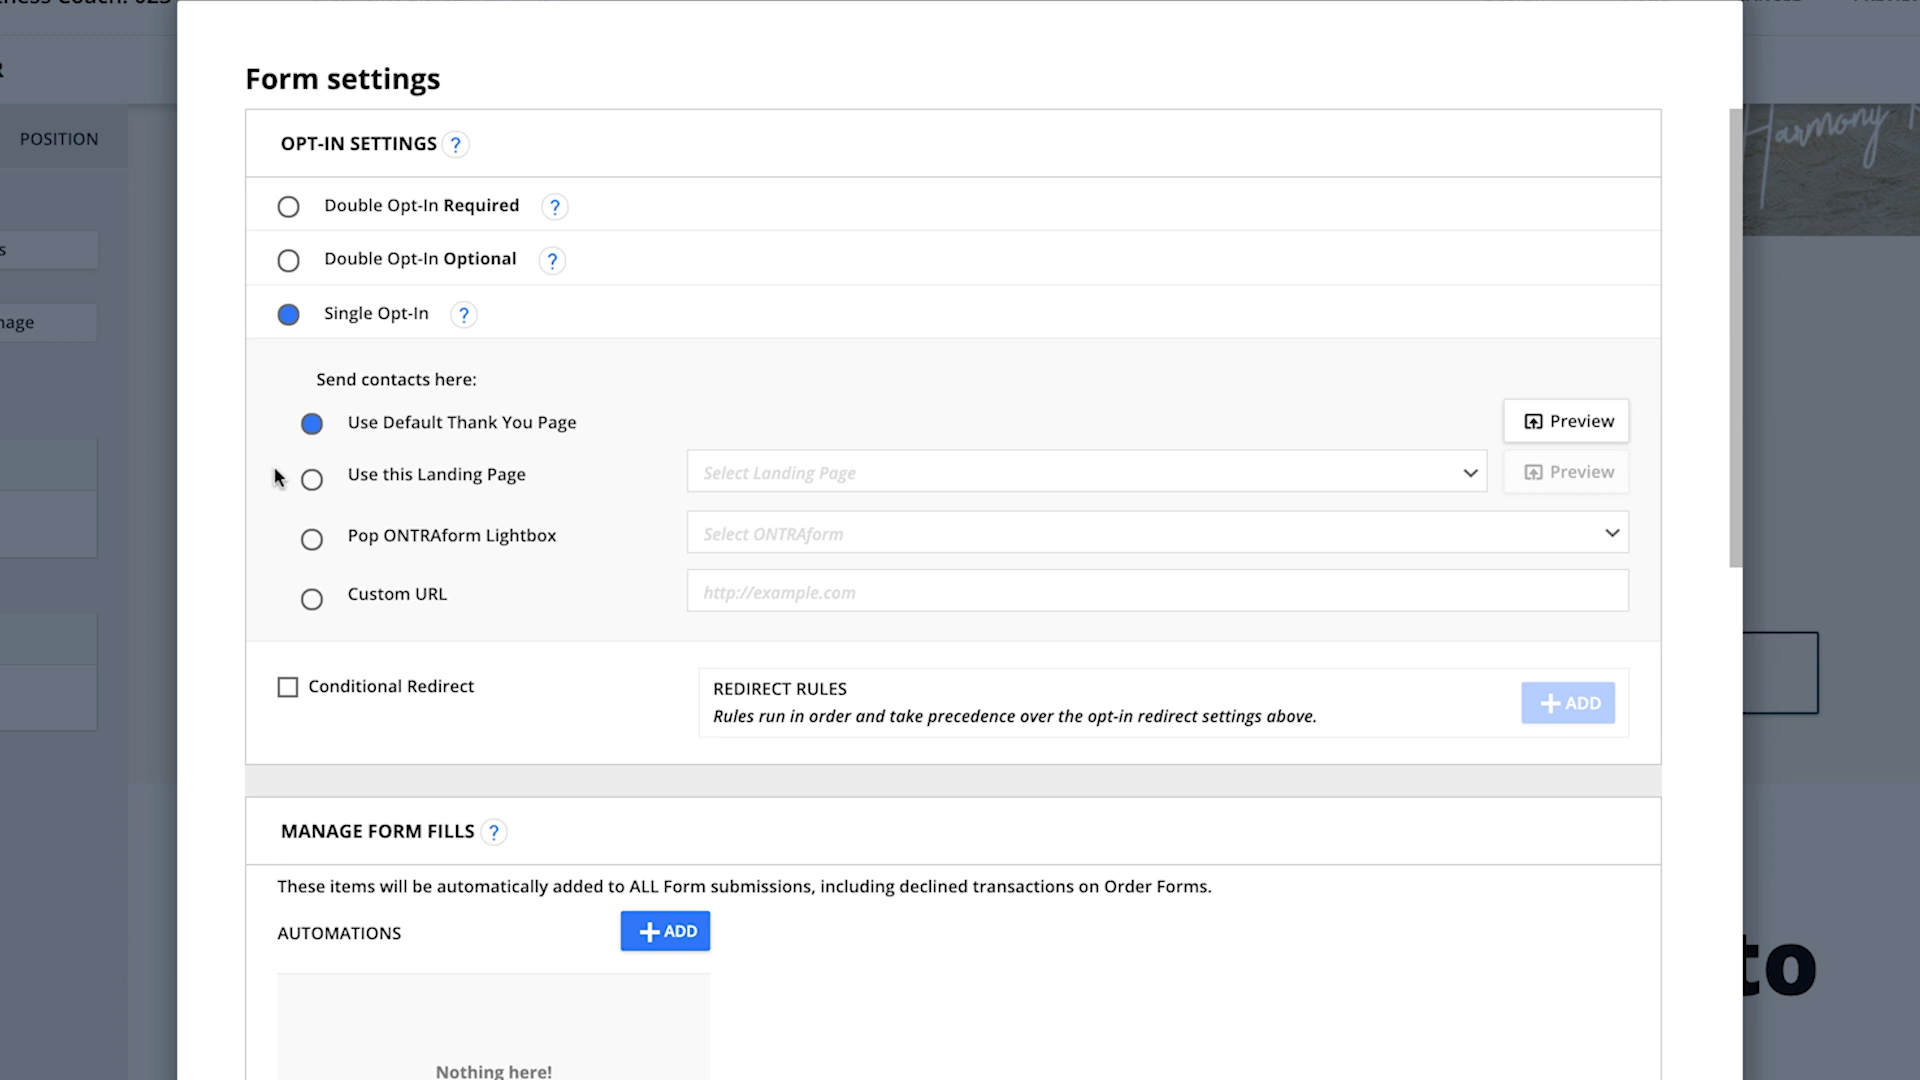 POSITION
Harmony
Form settings
OPT-IN SETTINGS ?
Double Opt-In Required ?
Double Opt-In Optional ?
Single Opt-In ?
Send contacts here:
Use Default Thank You Page
Preview
Use this Landing Page
Select Landing Page
Preview
Pop ONTRAform Lightbox
Select ONTRAform
Custom URL
http://example.com
Conditional Redirect
REDIRECT RULES
Rules run in order and take precedence over the opt-in redirect settings above.
+ ADD
MANAGE FORM FILLS ?
These items will be automatically added to ALL Form submissions, including declined transactions on Order Forms.
AUTOMATIONS
+ ADD
Nothing here!
to